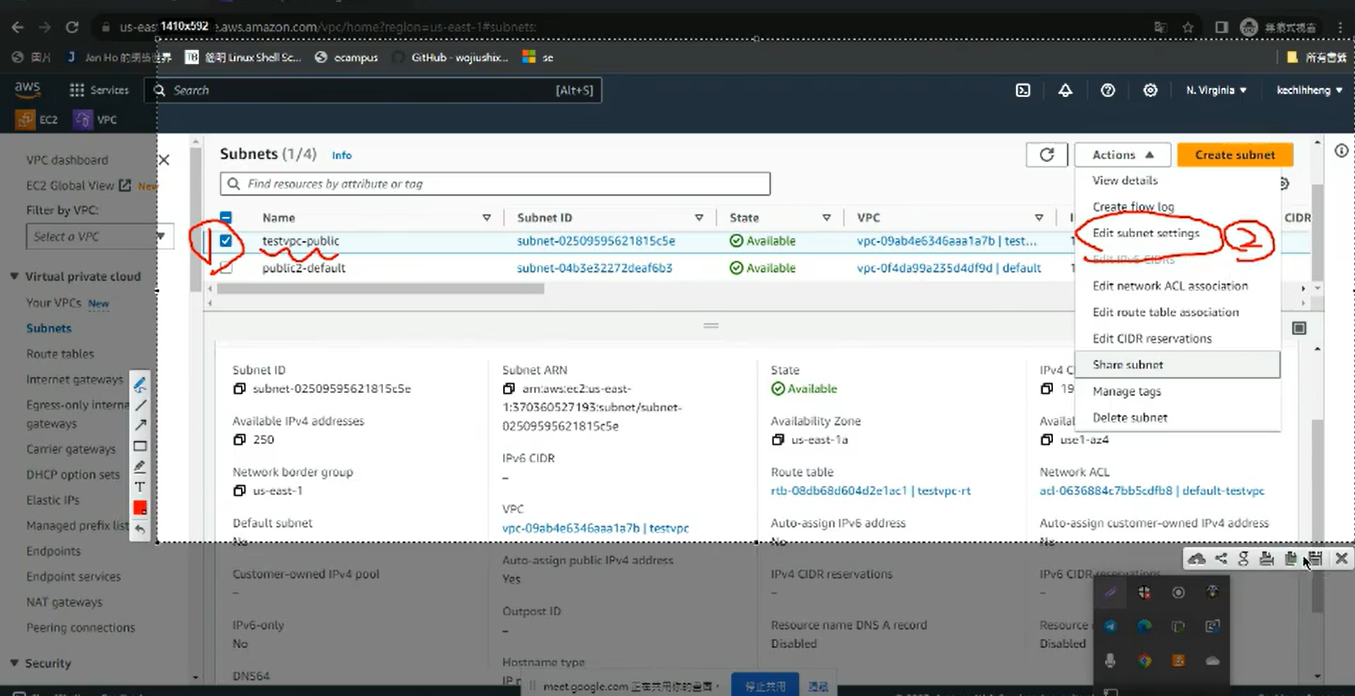 us-eas
1410x592
e.aws.amazon.com/vpc/home?region=us-east-1#subnets:
無痕式視窗
圖片
Jan Ho 的網絡世界
鳥哥 Linux Shell Sc...
ecampus
GitHub - wojiushix...
se
所有書籤
aws
Services
Search
[Alt+S]
N. Virginia
kechihheng
EC2
VPC
VPC dashboard
EC2 Global View
New
Filter by VPC:
Select a VPC
Virtual private cloud
Your VPCs New
Subnets
Route tables
Internet gateways
Egress-only interne
gateways
Carrier gateways
DHCP option sets
Elastic IPs
Managed prefix list
Endpoints
Endpoint services
NAT gateways
Peering connections
Security
Subnets (1/4) Info
Actions
Create subnet
Find resources by attribute or tag
Name
Subnet ID
State
VPC
CIDR
testvpc-public
subnet-02509595621815c5e
Available
vpc-09ab4e6346aaa1a7b | test...
public2-default
subnet-04b3e32272deaf6b3
Available
vpc-0f4da99a235d4df9d | default
1
2
View details
Create flow log
Edit subnet settings
Edit IPv6 CIDRs
Edit network ACL association
Edit route table association
Edit CIDR reservations
Share subnet
Manage tags
Delete subnet
Subnet ID
subnet-02509595621815c5e
Available IPv4 addresses
250
Network border group
us-east-1
Default subnet
No
Customer-owned IPv4 pool
–
IPv6-only
No
DNS64
Subnet ARN
arn:aws:ec2:us-east-
1:370360527193:subnet/subnet-
02509595621815c5e
IPv6 CIDR
–
VPC
vpc-09ab4e6346aaa1a7b | testvpc
Auto-assign public IPv4 address
Yes
Outpost ID
–
Hostname type
State
Available
Availability Zone
us-east-1a
Route table
rtb-08db68d604d2e1ac1 | testvpc-rt
Auto-assign IPv6 address
No
IPv4 CIDR reservations
–
Resource name DNS A record
Disabled
IPv4 C
19
Availa
use1-az4
Network ACL
acl-0636884c7bb5cdfb8 | default-testvpc
Auto-assign customer-owned IPv4 address
No
IPv6 CIDR reservations
–
Resource
Disabled
meet.google.com 正在共用你的畫面。
停止共用
隱藏